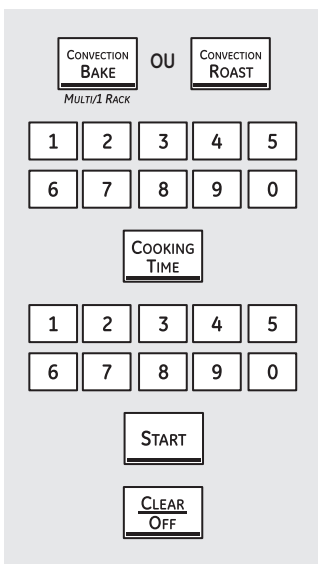 CONVECTION BAKE OU CONVECTION ROAST
MULTI/1 RACK
1 2 3 4 5
6 7 8 9 0
COOKING
TIME
1 2 3 4 5
6 7 8 9 0
START
CLEAR
OFF